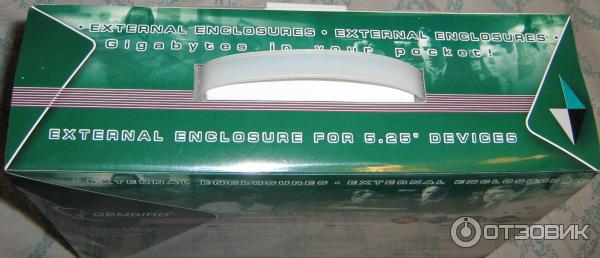 • EXTERNAL ENCLOSURES • EXTERNAL ENCLOSURES •
Gigabytes in your pocket!
EXTERNAL ENCLOSURE FOR 5.25" DEVICES
• EXTERNAL ENCLOSURES • EXTERNAL ENCLOSURES •
GEMBIRD
ОТЗОВИК